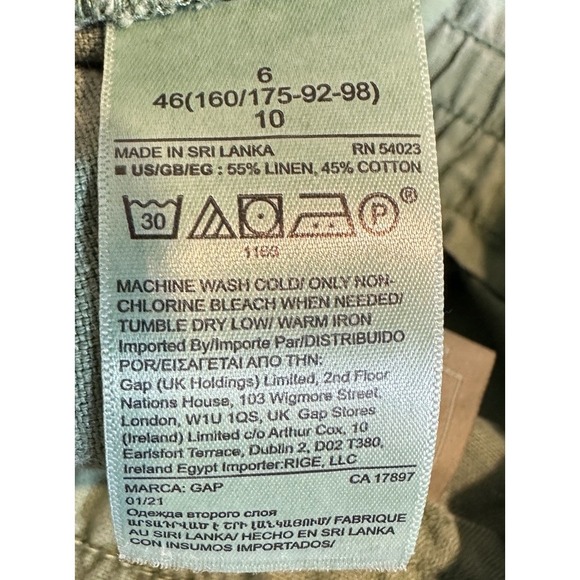 6
46(160/175-92-98)
10
MADE IN SRI LANKA RN 54023
■ US/GB/EG : 55% LINEN, 45% COTTON
30 P ®
1166
MACHINE WASH COLD/ ONLY NON-
CHLORINE BLEACH WHEN NEEDED/
TUMBLE DRY LOW/ WARM IRON
Imported By/Importe Par/DISTRIBUIDO
POR/ΕΙΣΑΓΕΤΑΙ ΑΠΟ ΤΗΝ:
Gap (UK Holdings) Limited, 2nd Floor
Nations House, 103 Wigmore Street,
London, W1U 1QS, UK Gap Stores
(Ireland) Limited c/o Arthur Cox, 10
Earlsfort Terrace, Dublin 2, D02 T380,
Ireland Egypt Importer:RIGE, LLC
MARCA: GAP CA 17897
01/21
Одежда второго слоя
ԱՐՏԱԴՐՎԱԾ Է ՇՐԻ ԼԱՆԿԱՅՈՒՄ/ FABRIQUE
AU SIRI LANKA/ HECHO EN SRI LANKA
CON INSUMOS IMPORTADOS/